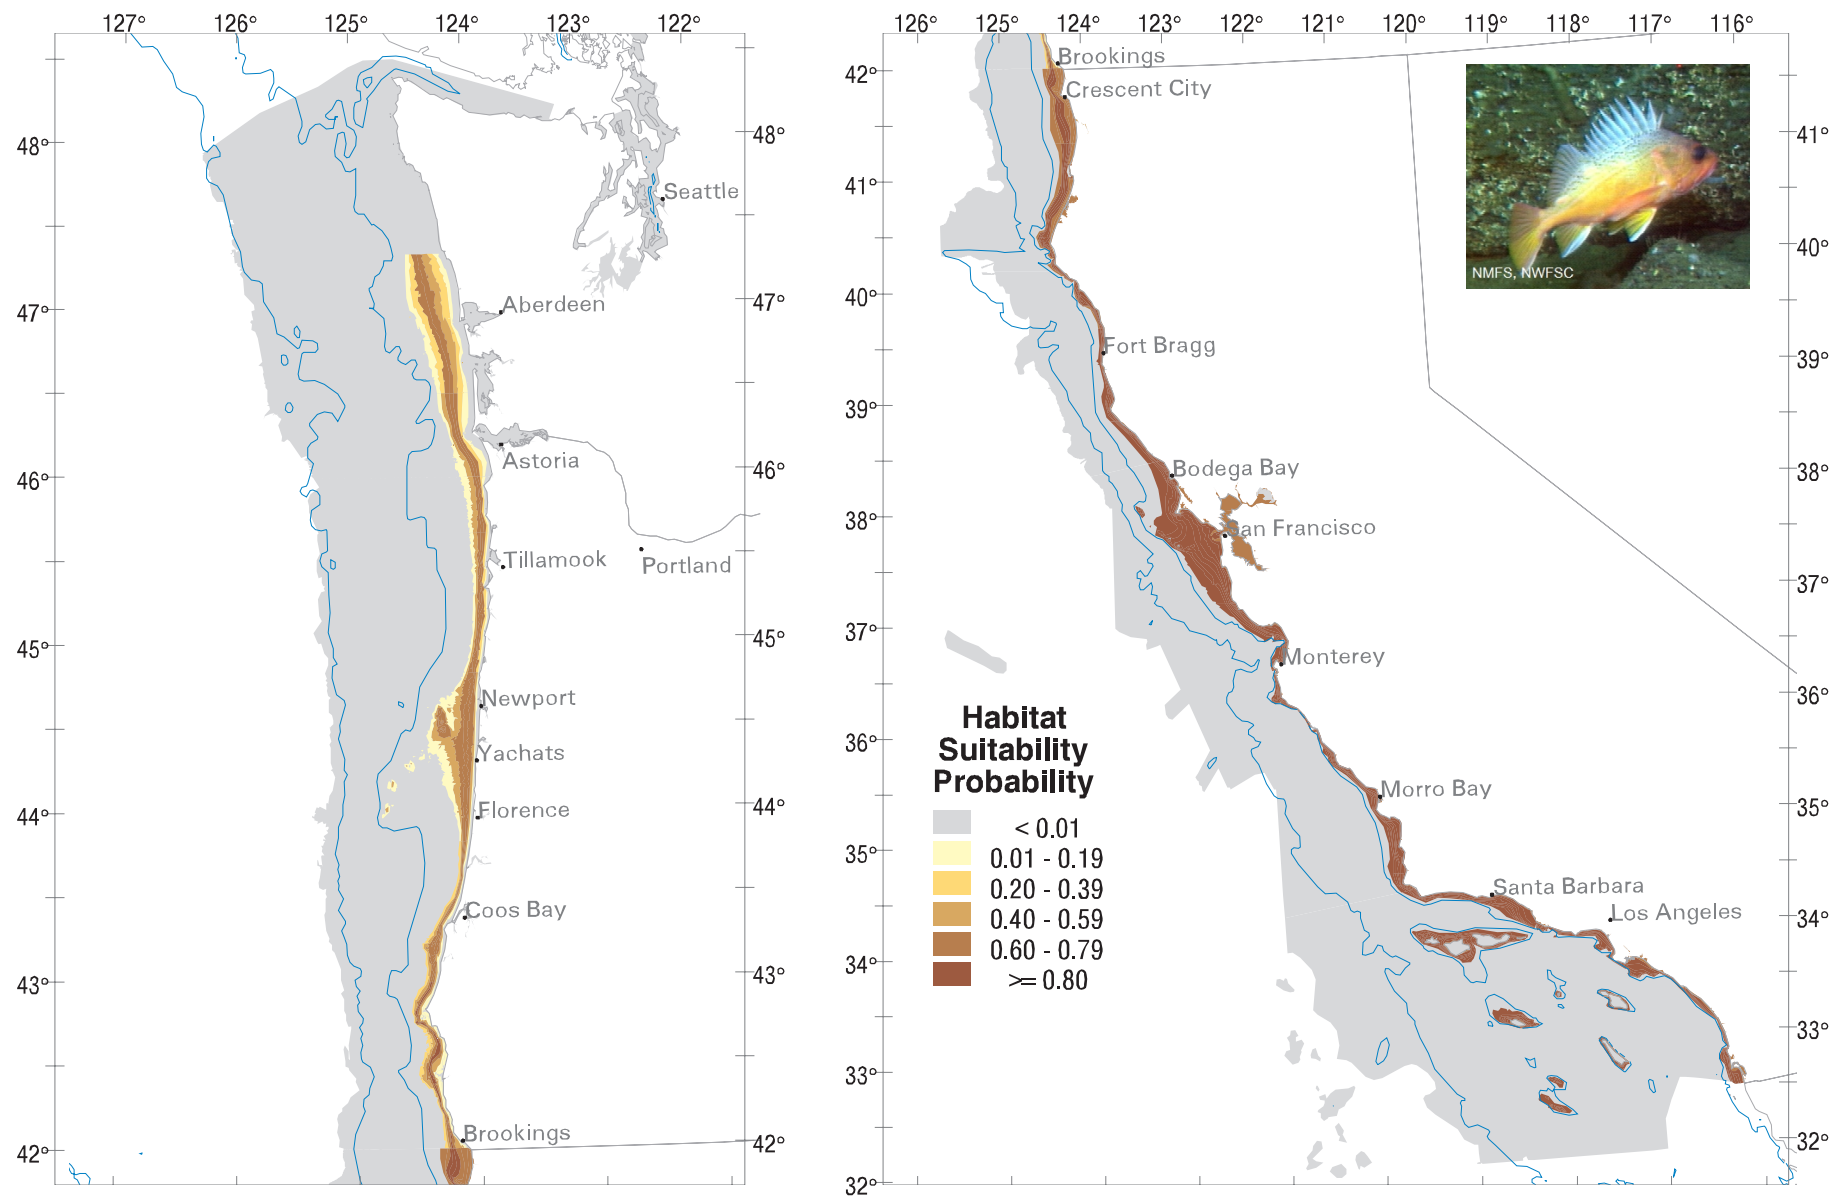 127° 125° 124° 123° 122°
48°
48°
Seattle
47°
47°
Aberdeen
46°
46°
Astoria
Tillamook
Portland
45°
45°
Newport
Yachats
44°
44°
Florence
Coos Bay
43°
43°
42°
42°
Brookings
126° 125° 124° 123° 122° 121° 120° 119° 118° 117° 116°
42°
Brookings
Crescent City
41°
41°
NMFS, NWFSC
40°
40°
Fort Bragg
39°
39°
Bodega Bay
38°
38°
San Francisco
37°
37°
Monterey
36°
36°
Morro Bay
35°
35°
Santa Barbara
Los Angeles
34°
34°
33°
33°
32°
32°
Habitat
Suitability
Probability
< 0.01
0.01 - 0.19
0.20 - 0.39
0.40 - 0.59
0.60 - 0.79
>= 0.80